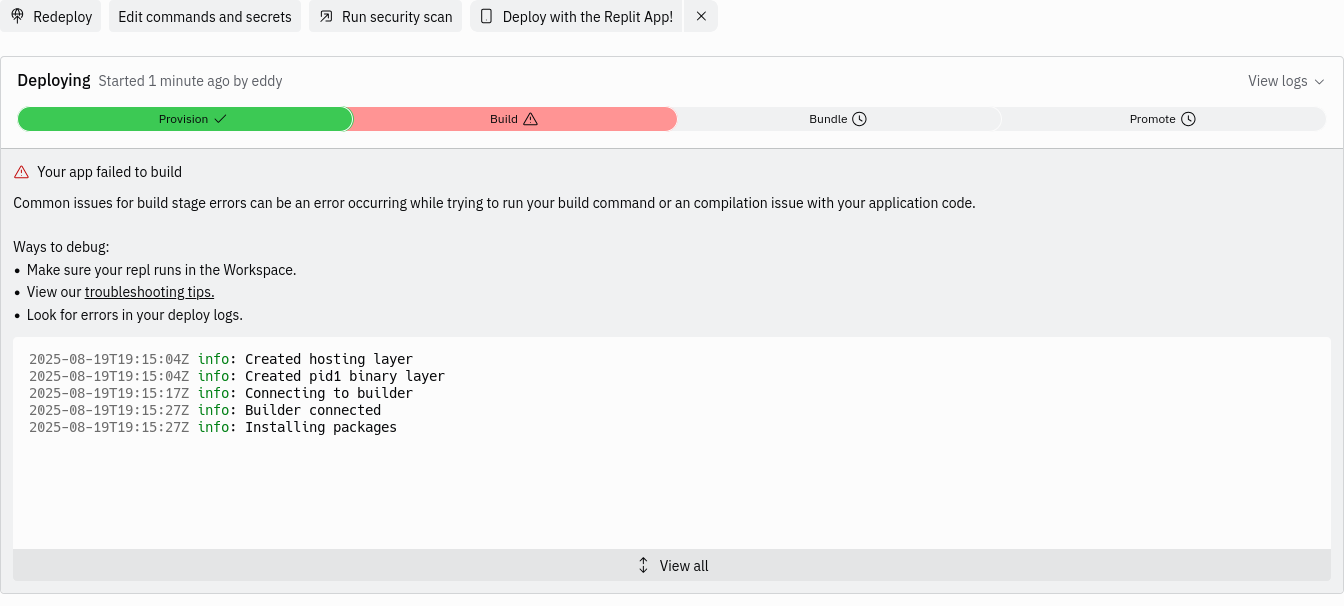 Redeploy Edit commands and secrets Run security scan Deploy with the Replit App!
Deploying Started 1 minute ago by eddy View logs
Provision Build Bundle Promote
Your app failed to build
Common issues for build stage errors can be an error occurring while trying to run your build command or an compilation issue with your application code.
Ways to debug:
• Make sure your repl runs in the Workspace.
• View our troubleshooting tips.
• Look for errors in your deploy logs.
2025-08-19T19:15:04Z info: Created hosting layer
2025-08-19T19:15:04Z info: Created pid1 binary layer
2025-08-19T19:15:17Z info: Connecting to builder
2025-08-19T19:15:27Z info: Builder connected
2025-08-19T19:15:27Z info: Installing packages
View all